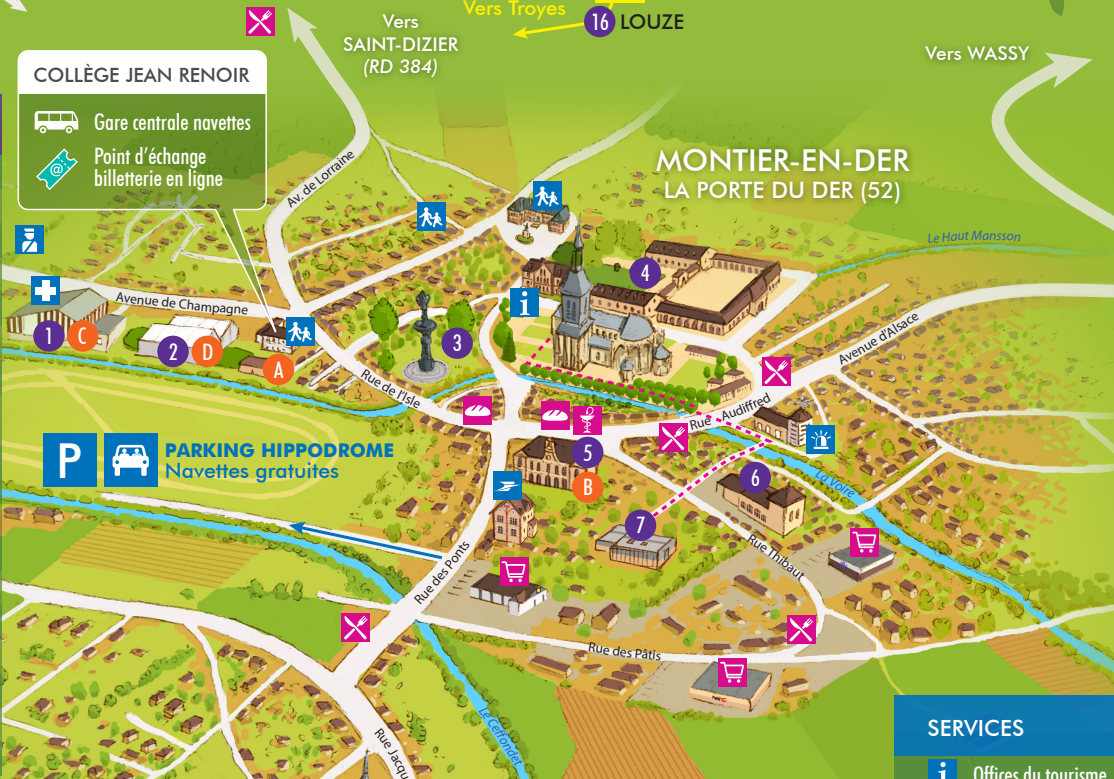 Vers Troyes
16 LOUZE
Vers
SAINT-DIZIER
(RD 384)
Vers WASSY
COLLÈGE JEAN RENOIR
Gare centrale navettes
@
Point d'échange
billetterie en ligne
MONTIER-EN-DER
LA PORTE DU DER (52)
Av. de Lorraine
Le Haut Mansson
Avenue de Champagne
1 C
2 D
A
3
4
i
Avenue d'Alsace
Rue de l'Isle
Rue Audiffred
P
PARKING HIPPODROME
Navettes gratuites
5
B
6
La Voire
7
Rue des Ponts
Rue Thibaut
Rue des Pâtis
Le Ceffondet
Rue Jacqu
SERVICES
i Offices du tourisme